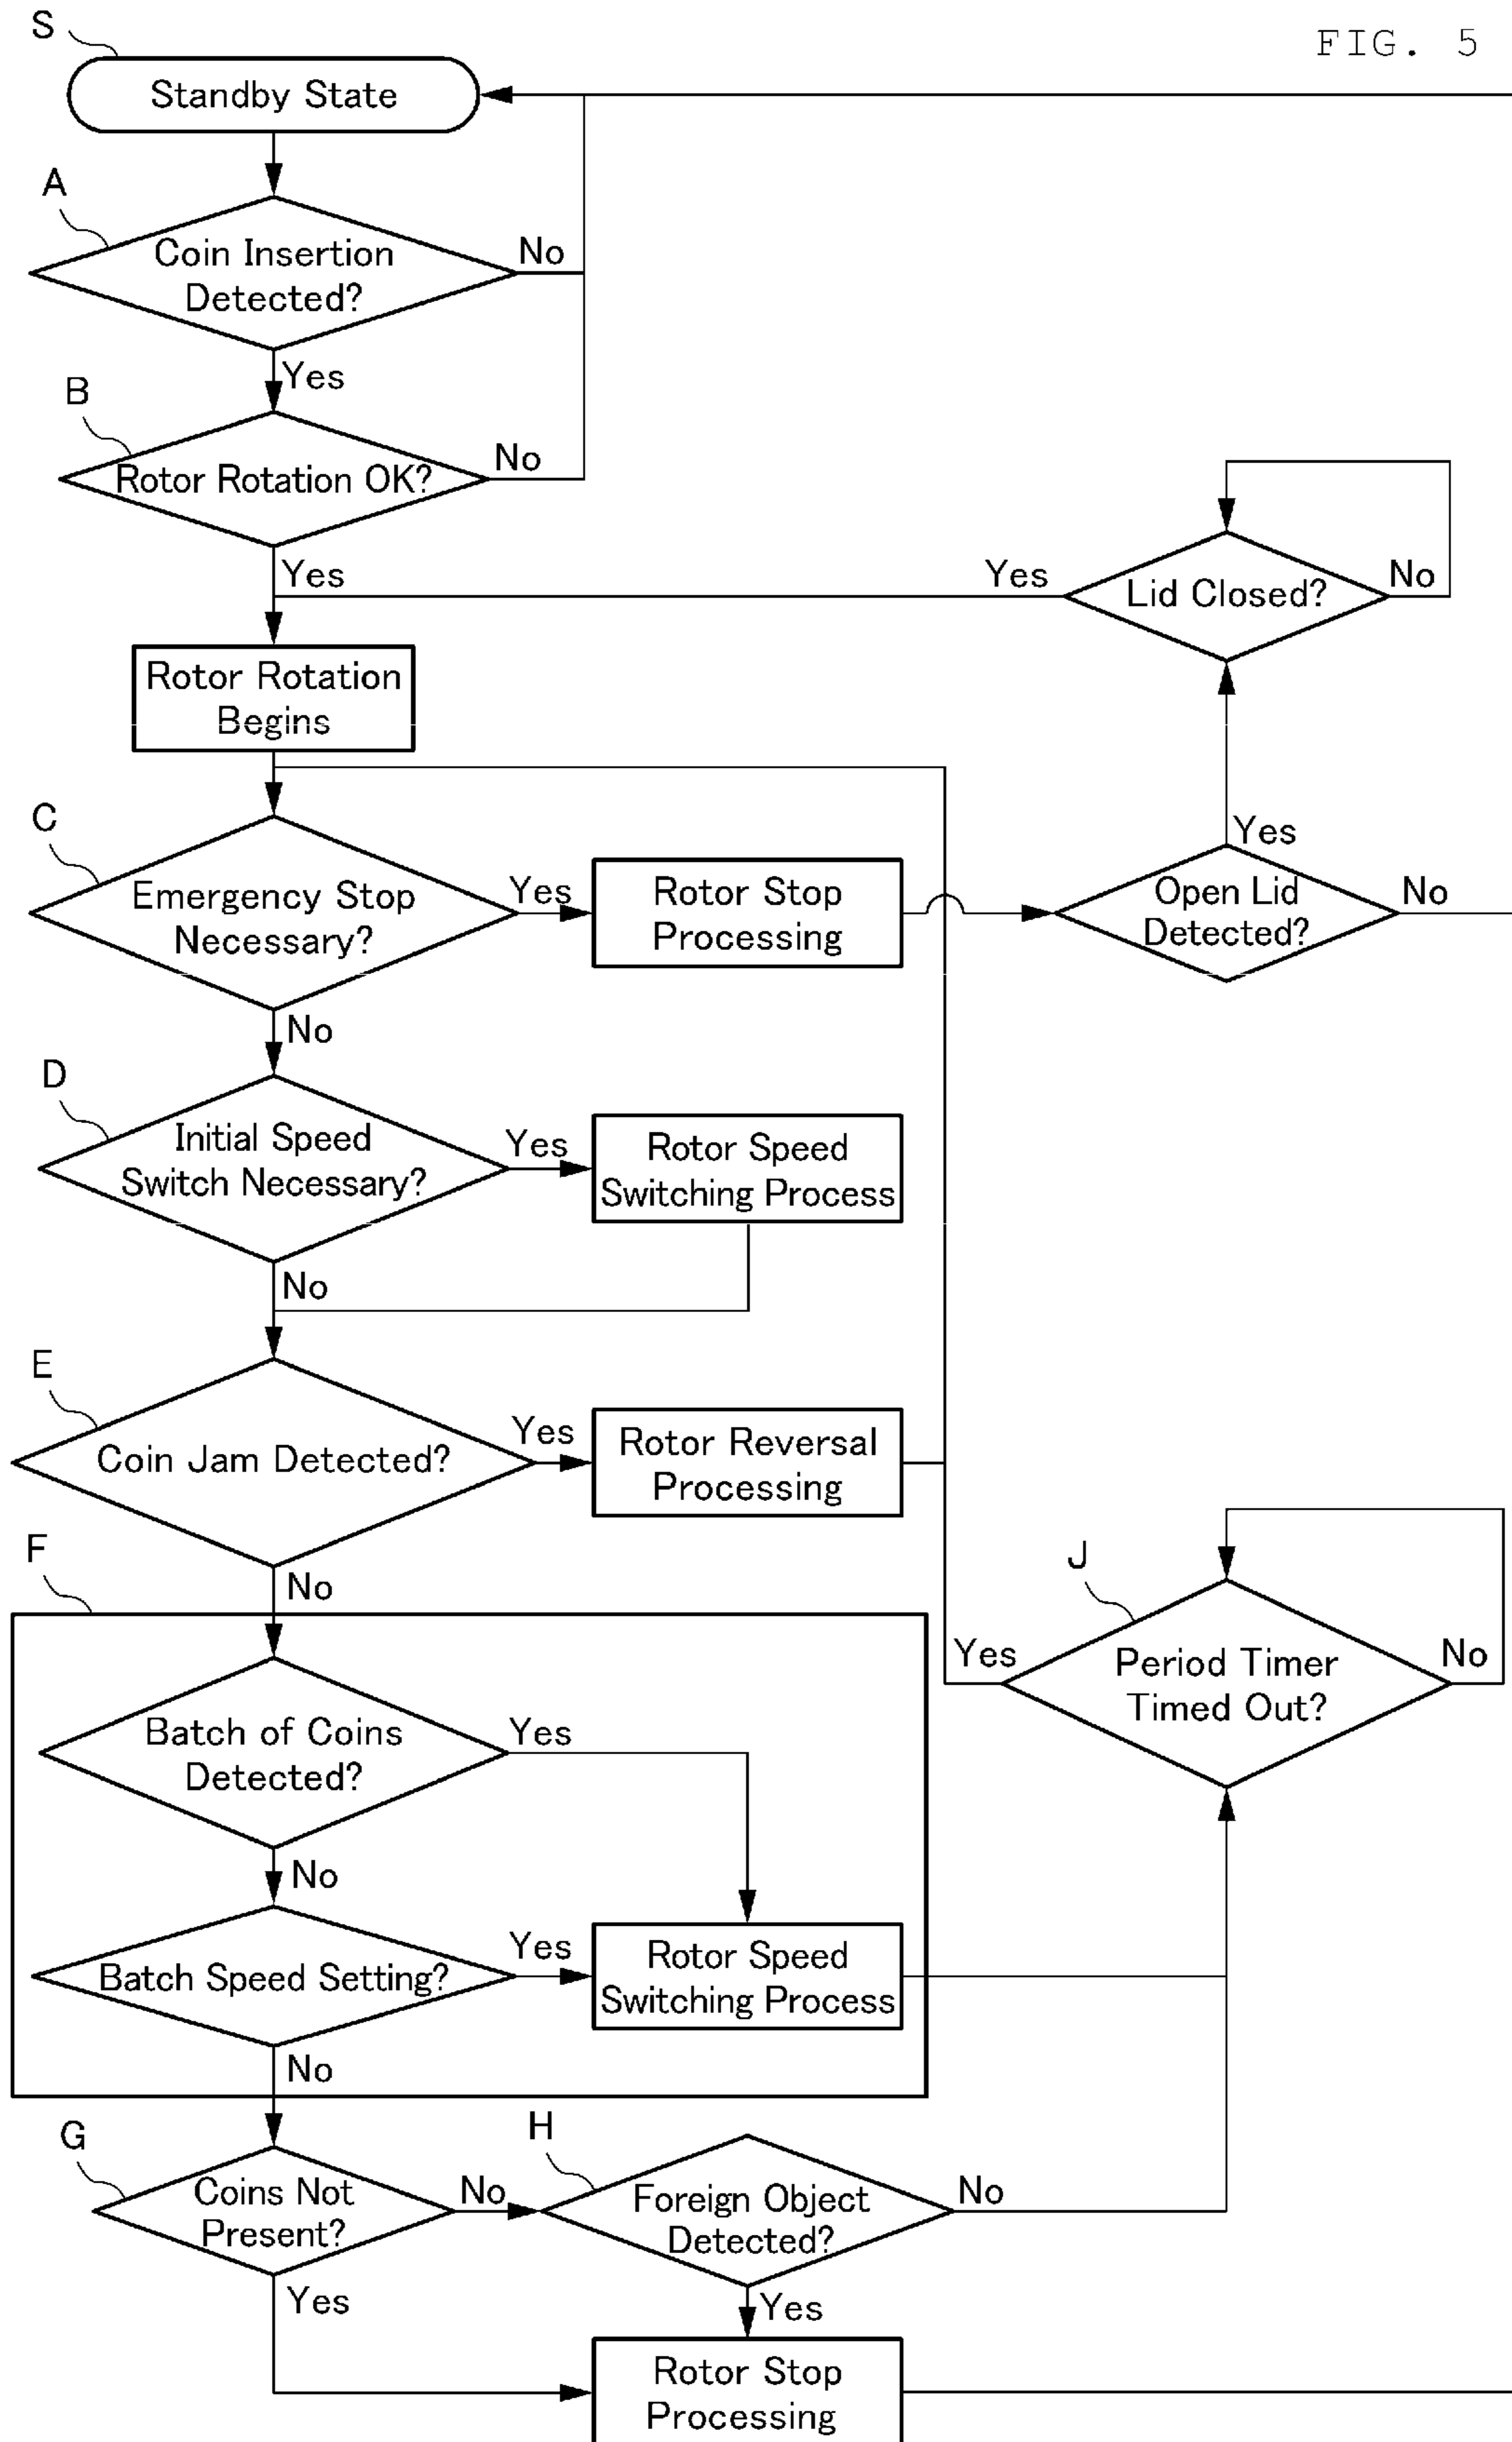 FIG. 5
S
Standby State
A
Coin Insertion
Detected?
No
Yes
B
Rotor Rotation OK?
No
Yes
Yes
Lid Closed?
No
Rotor Rotation
Begins
C
Emergency Stop
Necessary?
Yes
Rotor Stop
Processing
Yes
Open Lid
Detected?
No
No
D
Initial Speed
Switch Necessary?
Yes
Rotor Speed
Switching Process
No
E
Coin Jam Detected?
Yes
Rotor Reversal
Processing
No
F
J
Yes
Period Timer
Timed Out?
No
Batch of Coins
Detected?
Yes
No
Batch Speed Setting?
Yes
Rotor Speed
Switching Process
No
G
Coins Not
Present?
No
H
Foreign Object
Detected?
No
Yes
Yes
Rotor Stop
Processing